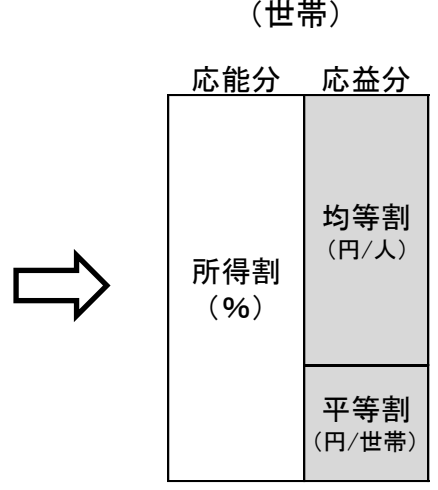 （世帯）
応能分 応益分
所得割
（%）
均等割
（円/人）
平等割
（円/世帯）